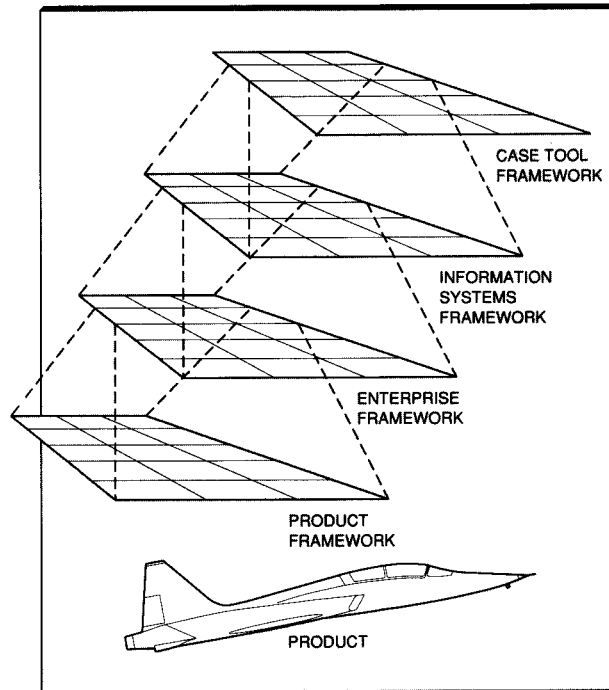 CASE TOOL
FRAMEWORK
INFORMATION
SYSTEMS
FRAMEWORK
ENTERPRISE
FRAMEWORK
PRODUCT
FRAMEWORK
PRODUCT